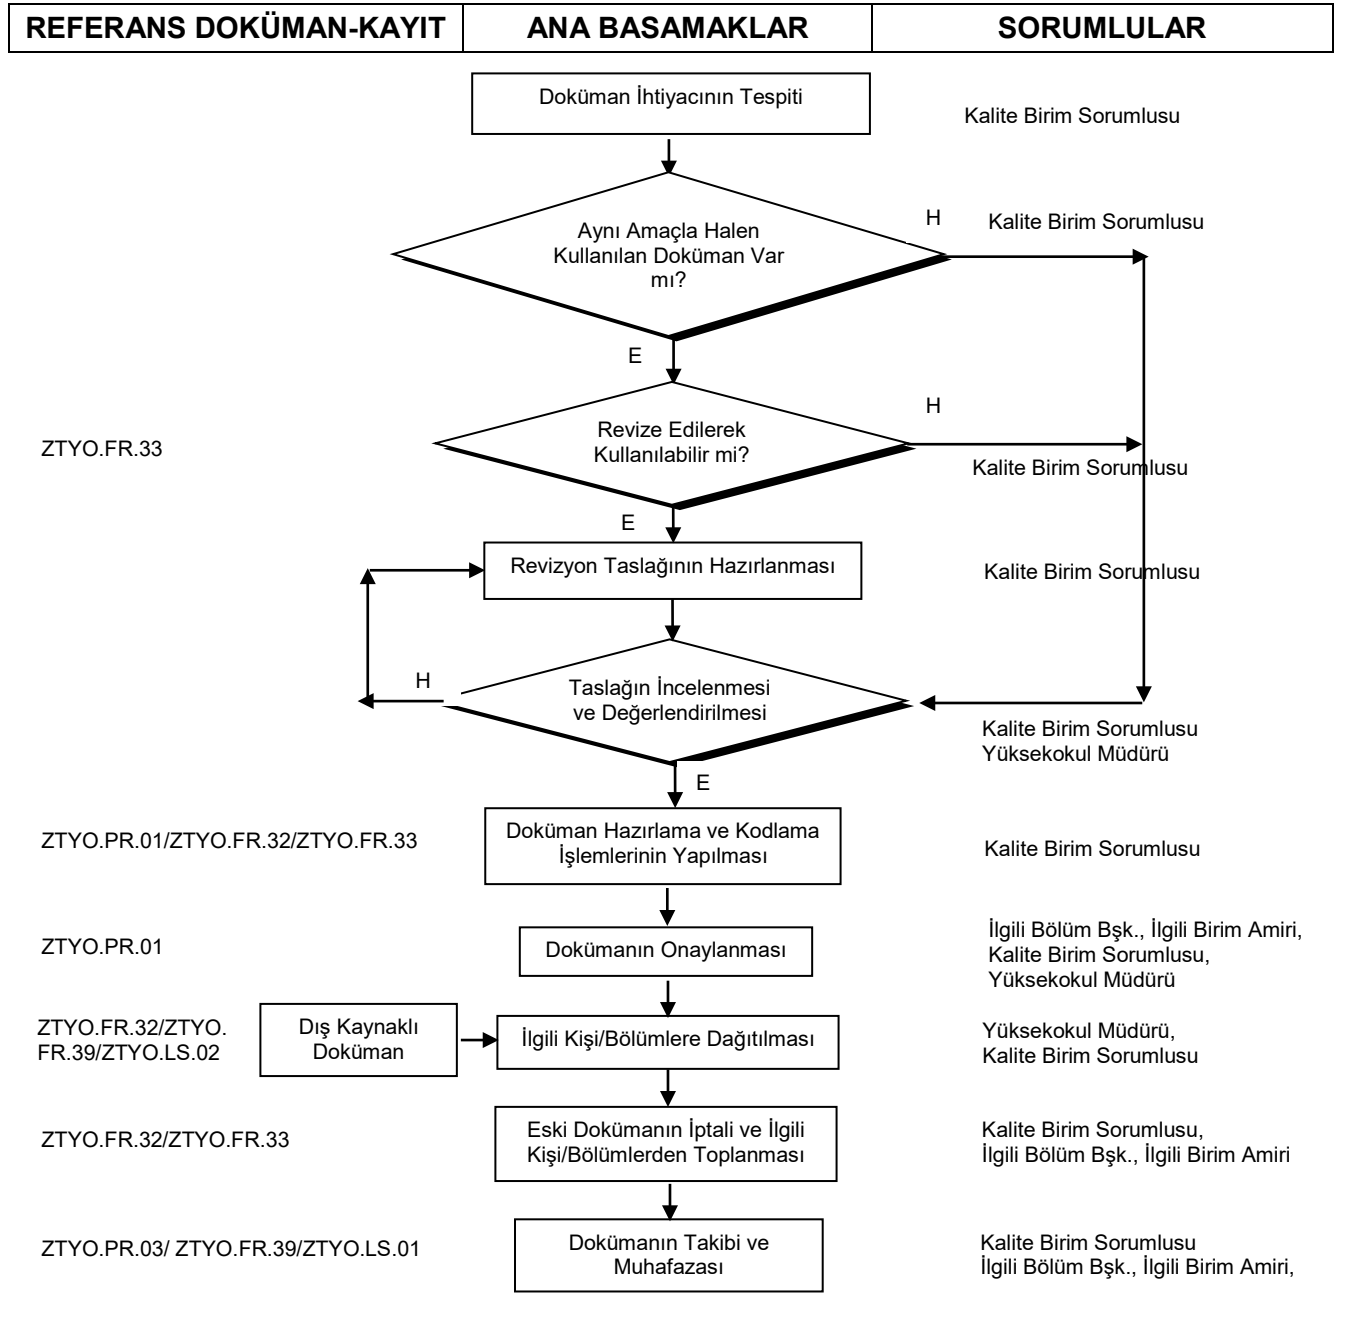 REFERANS DOKÜMAN-KAYIT
ANA BASAMAKLAR
SORUMLULAR
Doküman İhtiyacının Tespiti
Kalite Birim Sorumlusu
Aynı Amaçla Halen
Kullanılan Doküman Var
mı?
H
Kalite Birim Sorumlusu
E
ZTYO.FR.33
Revize Edilerek
Kullanılabilir mi?
H
Kalite Birim Sorumlusu
E
Revizyon Taslağının Hazırlanması
Kalite Birim Sorumlusu
H
Taslağın İncelenmesi
ve Değerlendirilmesi
Kalite Birim Sorumlusu
Yüksekokul Müdürü
E
ZTYO.PR.01/ZTYO.FR.32/ZTYO.FR.33
Doküman Hazırlama ve Kodlama
İşlemlerinin Yapılması
Kalite Birim Sorumlusu
ZTYO.PR.01
Dokümanın Onaylanması
İlgili Bölüm Bşk., İlgili Birim Amiri,
Kalite Birim Sorumlusu,
Yüksekokul Müdürü
ZTYO.FR.32/ZTYO.
FR.39/ZTYO.LS.02
Dış Kaynaklı
Doküman
İlgili Kişi/Bölümlere Dağıtılması
Yüksekokul Müdürü,
Kalite Birim Sorumlusu
ZTYO.FR.32/ZTYO.FR.33
Eski Dokümanın İptali ve İlgili
Kişi/Bölümlerden Toplanması
Kalite Birim Sorumlusu,
İlgili Bölüm Bşk., İlgili Birim Amiri
ZTYO.PR.03/ ZTYO.FR.39/ZTYO.LS.01
Dokümanın Takibi ve
Muhafazası
Kalite Birim Sorumlusu
İlgili Bölüm Bşk., İlgili Birim Amiri,